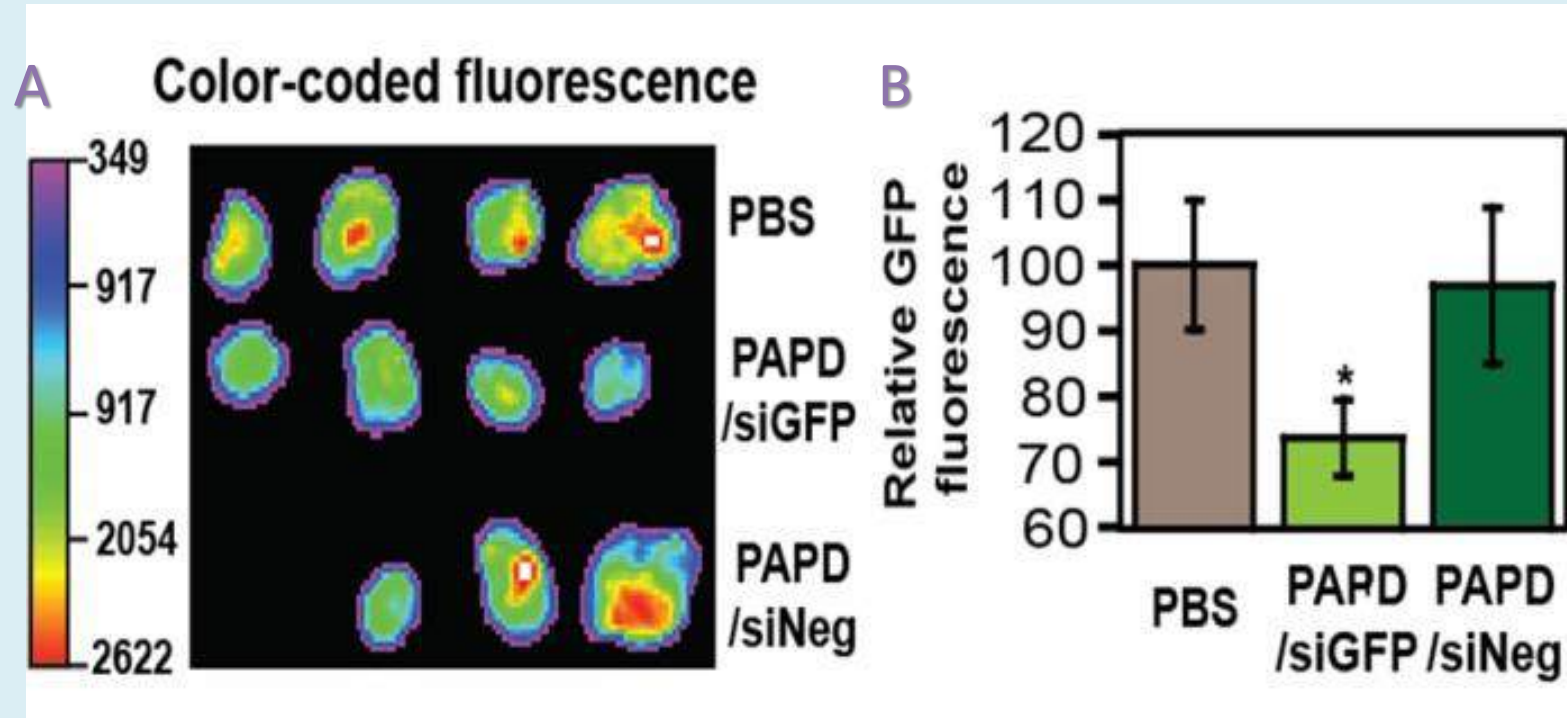 A
Color-coded fluorescence
349
917
917
2054
2622
PBS
PAPD
/siGFP
PAPD
/siNeg
B
Relative GFP
fluorescence
120
110
100
90
80
70
60
*
PBS
PAPD
/siGFP
PAPD
/siNeg